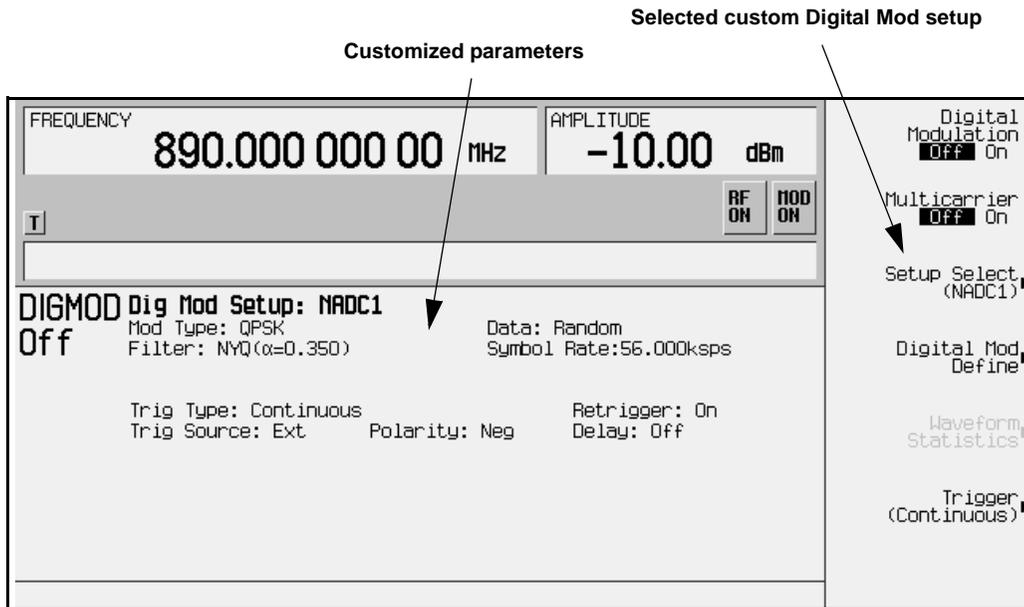 Selected custom Digital Mod setup
Customized parameters
FREQUENCY
890.000 000 00 MHz
AMPLITUDE
-10.00 dBm
RF ON
MOD ON
T
DIGMOD Off
Dig Mod Setup: NADC1
Mod Type: QPSK
Data: Random
Filter: NYQ(α=0.350)
Symbol Rate:56.000ksps
Trig Type: Continuous
Retrigger: On
Trig Source: Ext
Polarity: Neg
Delay: Off
Digital
Modulation
Off On
Multicarrier
Off On
Setup Select
(NADC1)
Digital Mod
Define
Waveform
Statistics
Trigger
(Continuous)